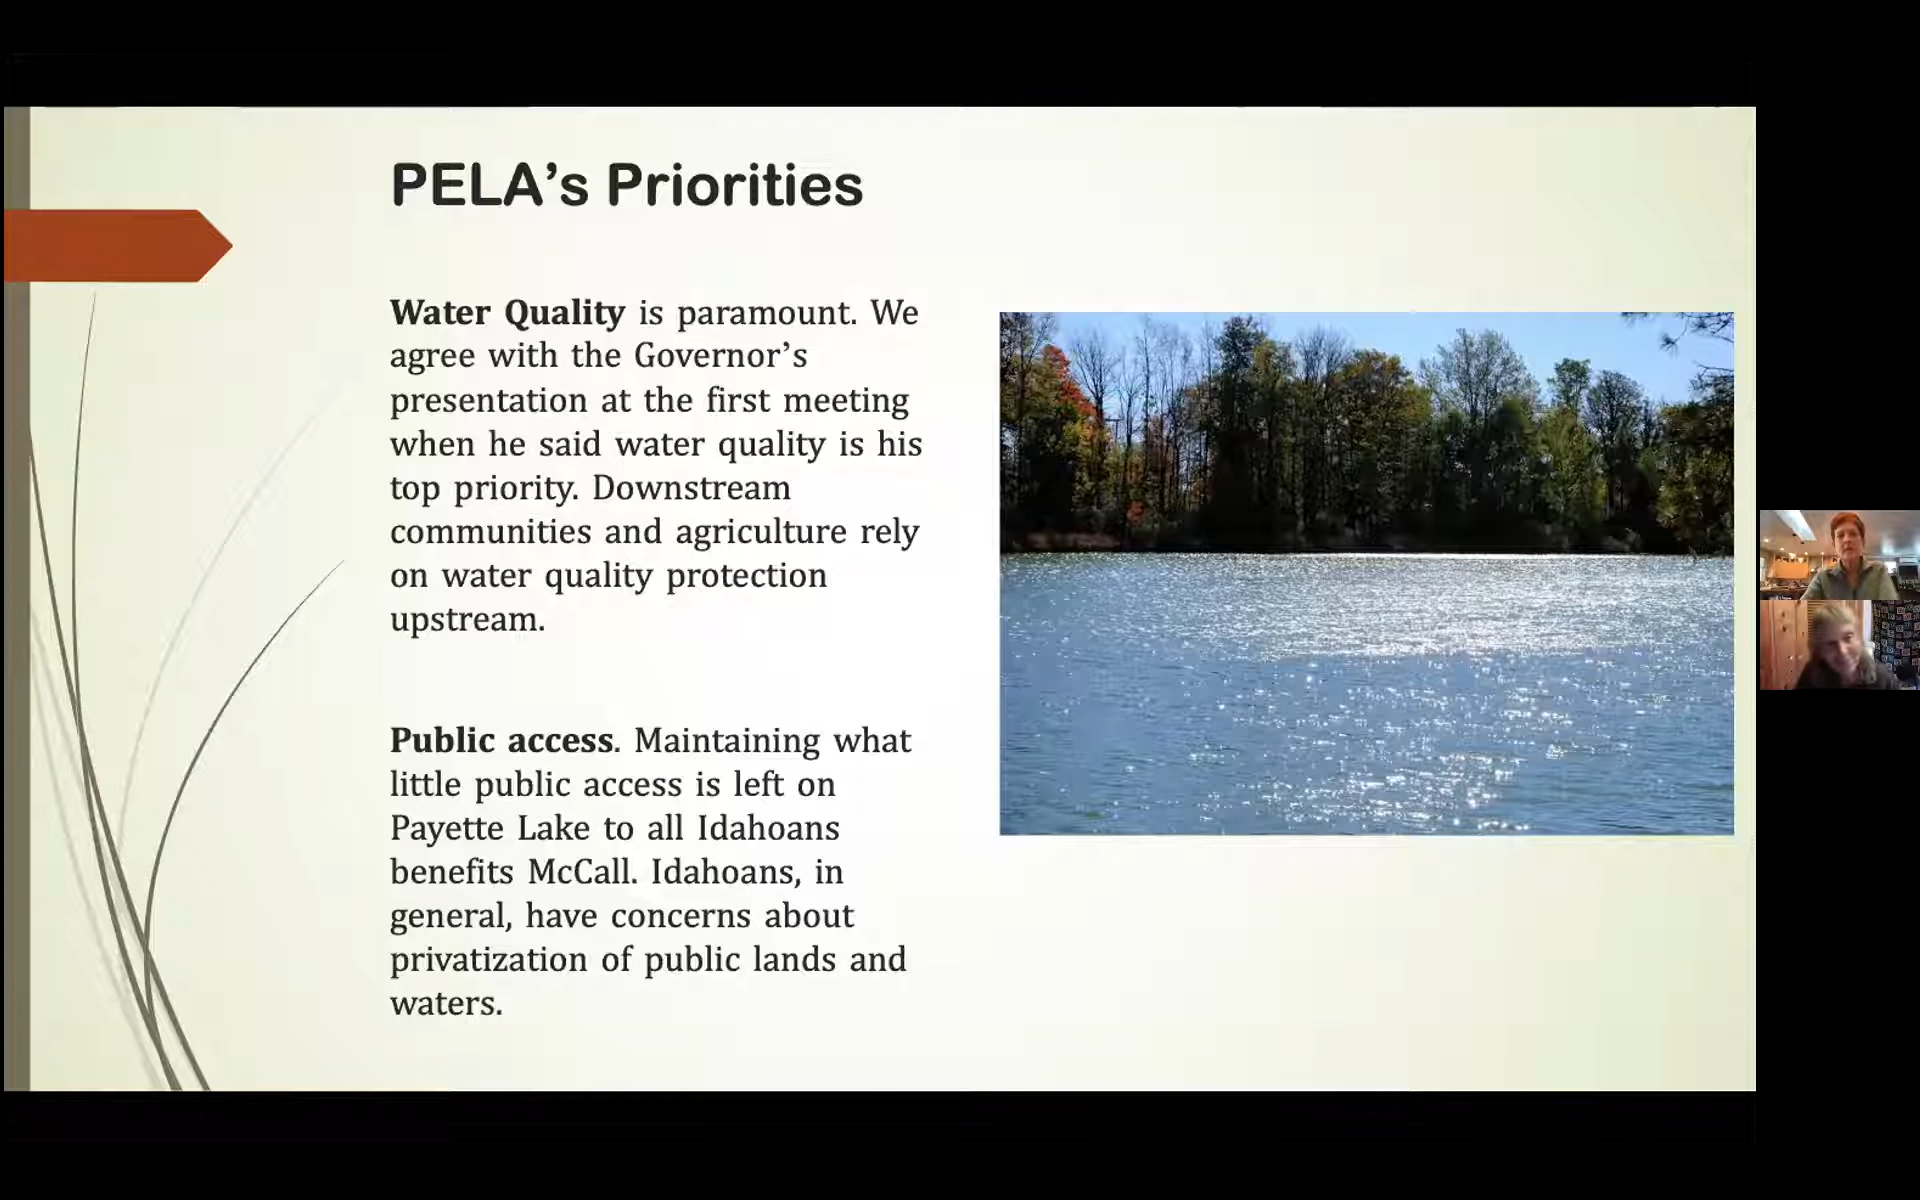 PELA’s Priorities
Water Quality is paramount. We
agree with the Governor’s
presentation at the first meeting
when he said water quality is his
top priority. Downstream
communities and agriculture rely
on water quality protection
upstream.
Public access. Maintaining what
little public access is left on
Payette Lake to all Idahoans
benefits McCall. Idahoans, in
general, have concerns about
privatization of public lands and
waters.